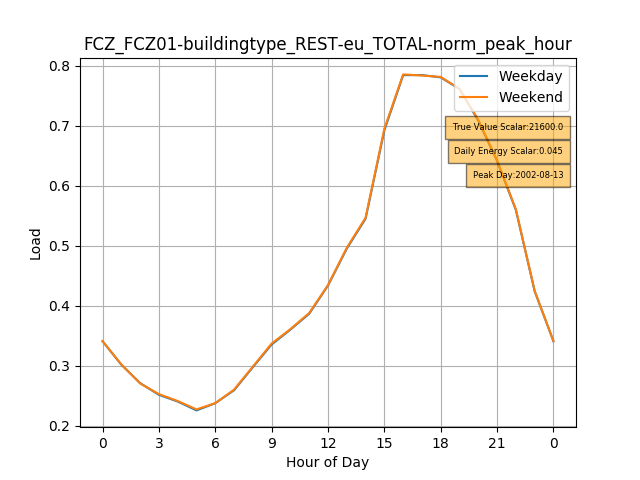 FCZ_FCZ01-buildingtype_REST-eu_TOTAL-norm_peak_hour
0.8
0.7
0.6
0.5
0.4
0.3
0.2
Load
Weekday
Weekend
True Value Scalar:21600.0
Daily Energy Scalar:0.045
Peak Day:2002-08-13
0 3 6 9 12 15 18 21 0
Hour of Day